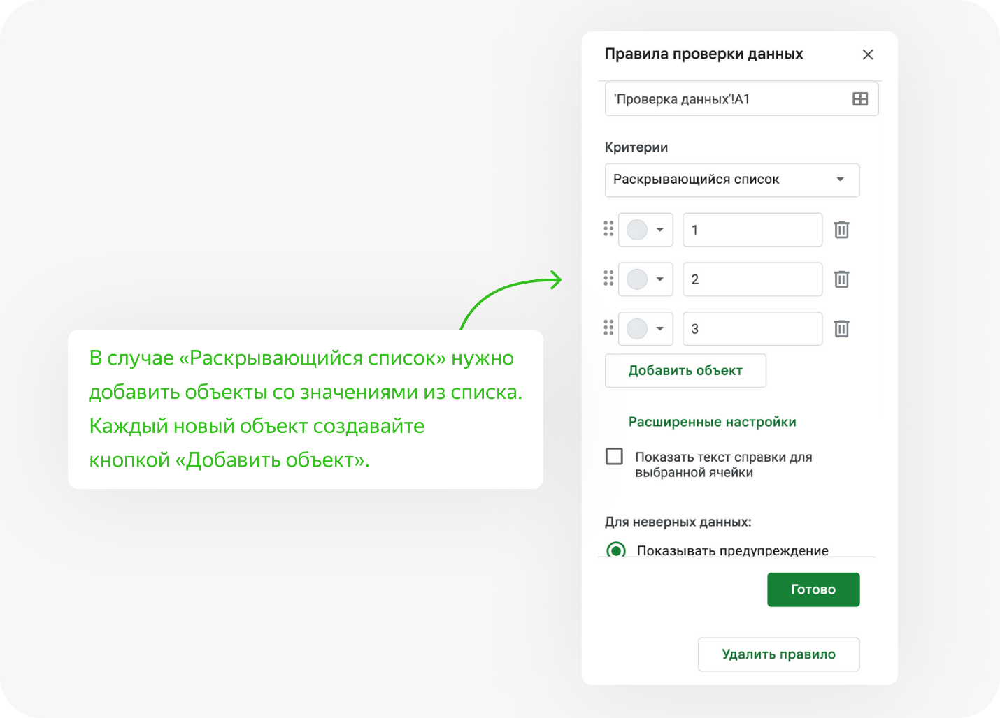 Правила проверки данных
'Проверка данных'!A1
Критерии
Раскрывающийся список
1
2
3
Добавить объект
Расширенные настройки
Показать текст справки для
выбранной ячейки
Для неверных данных:
Показывать предупреждение
Готово
Удалить правило
В случае «Раскрывающийся список» нужно
добавить объекты со значениями из списка.
Каждый новый объект создавайте
кнопкой «Добавить объект».